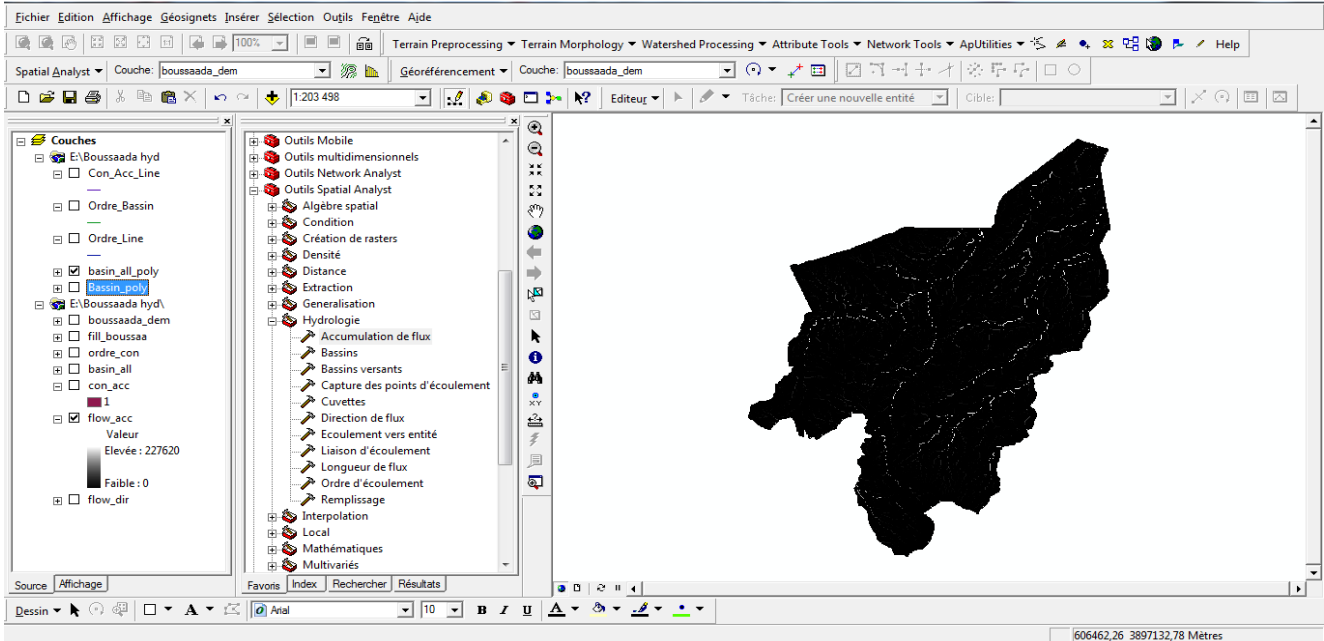 Fichier Edition Affichage Géosignets Insérer Sélection Outils Fenêtre Aide
100% Terrain Preprocessing Terrain Morphology Watershed Processing Attribute Tools Network Tools ApUtilities Help
Spatial Analyst Couche: boussaada_dem Géoréférencement Couche: boussaada_dem
1:203 498 Editeur Tâche: Créer une nouvelle entité Cible:
Couches
E:\Boussaada hyd
Con_Acc_Line
Ordre_Bassin
Ordre_Line
basin_all_poly
Bassin_poly
E:\Boussaada hyd\
boussaada_dem
fill_boussaa
ordre_con
basin_all
con_acc
1
flow_acc
Valeur
Elevée : 227620
Faible : 0
flow_dir
Source Affichage
Outils Mobile
Outils multidimensionnels
Outils Network Analyst
Outils Spatial Analyst
Algèbre spatial
Condition
Création de rasters
Densité
Distance
Extraction
Generalisation
Hydrologie
Accumulation de flux
Bassins
Bassins versants
Capture des points d'écoulement
Cuvettes
Direction de flux
Ecoulement vers entité
Liaison d'écoulement
Longueur de flux
Ordre d'écoulement
Remplissage
Interpolation
Local
Mathématiques
Multivariés
Favoris Index Rechercher Résultats
XY
Dessin A Arial 10 B I U A
606462,26 3897132,78 Mètres